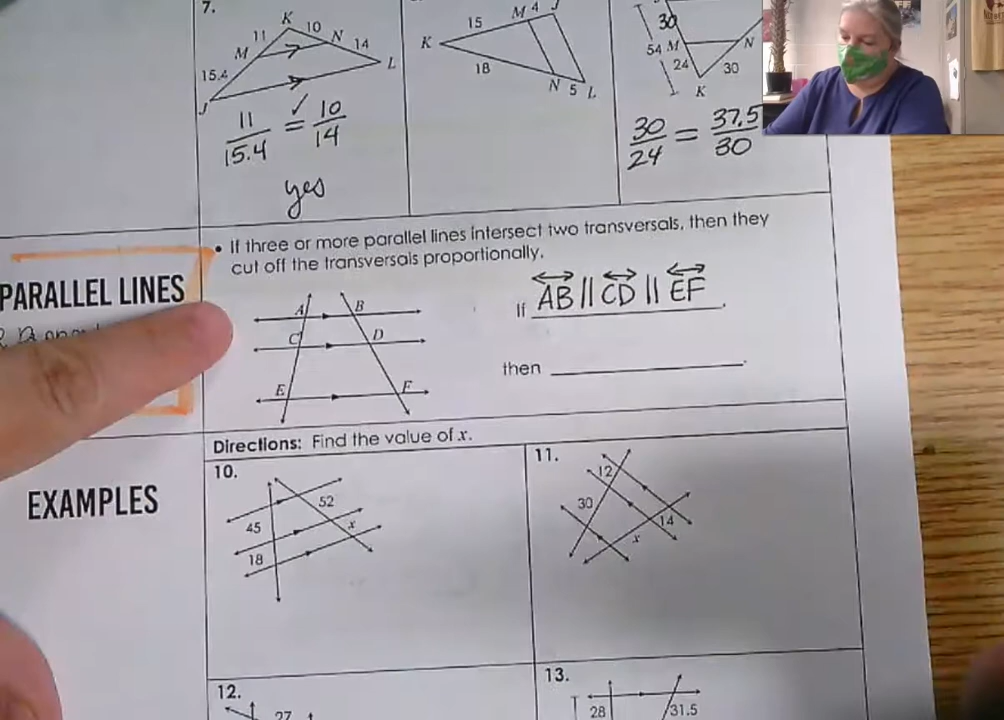 7.
K
10
11
N
14
M
L
15.4
J
11/15.4 = 10/14
yes
15
M 4
K
18
N 5 L
30
54 M
N
24
30
K
30/24 = 37.5/30
PARALLEL LINES
• If three or more parallel lines intersect two transversals, then they
cut off the transversals proportionally.
A B
C D
E F
If AB || CD || EF.
then ____.
Directions: Find the value of x.
EXAMPLES
10.
52
45
x
18
11.
12
30
14
x
12.
27
13.
28
31.5